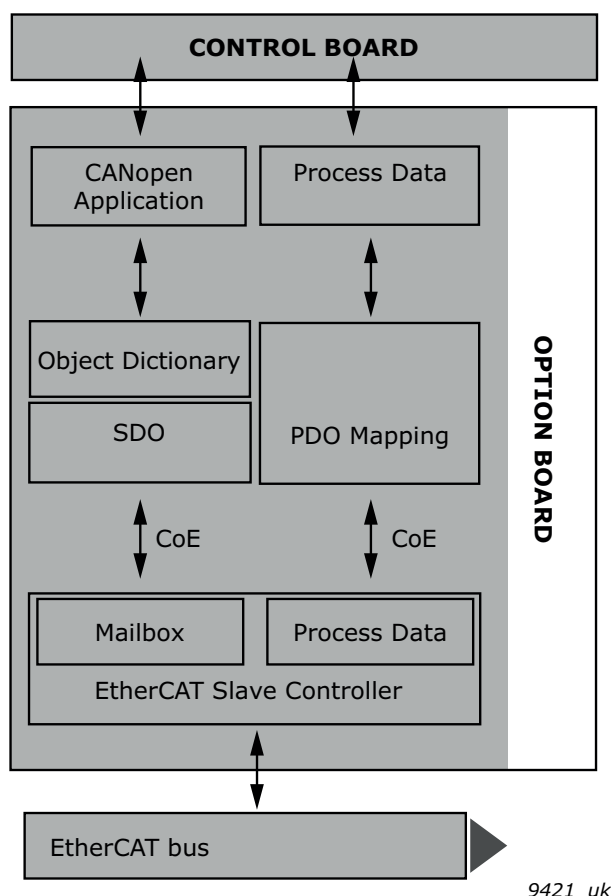 CONTROL BOARD
CANopen
Application
Process Data
Object Dictionary
SDO
PDO Mapping
OPTION BOARD
CoE
CoE
Mailbox
Process Data
EtherCAT Slave Controller
EtherCAT bus
9421_uk